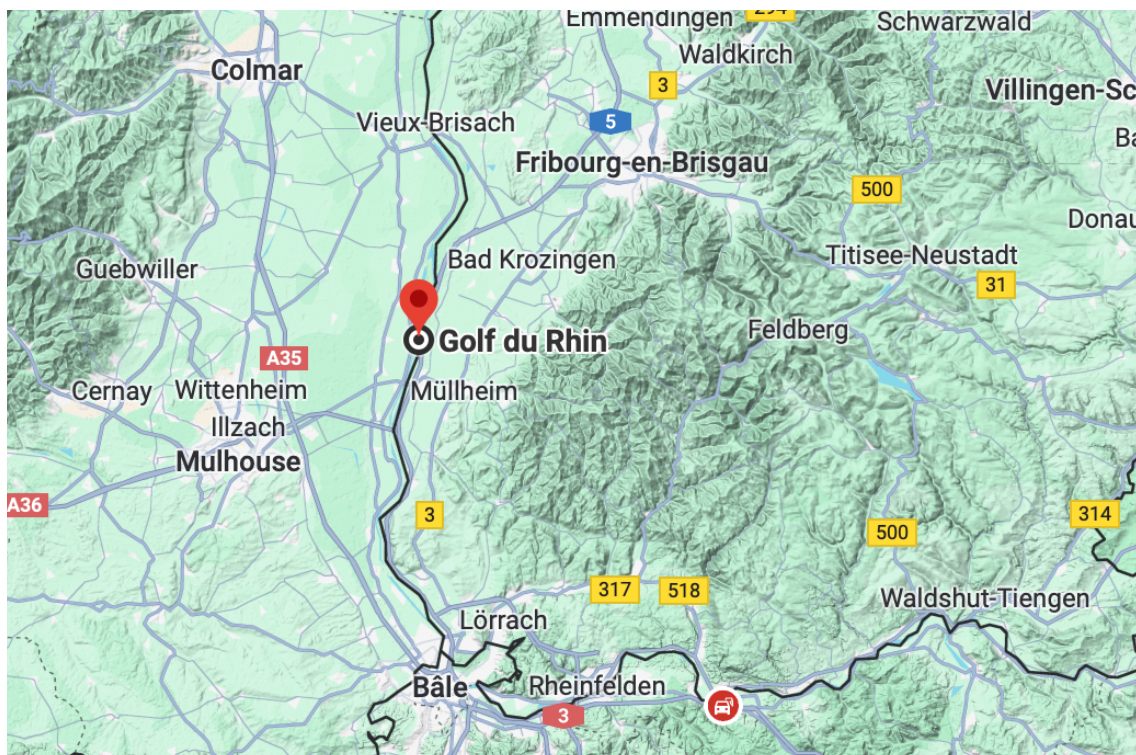 Emmendingen
294
Schwarzwald
Waldkirch
Colmar
3
Villingen-Sc
Vieux-Brisach
5
Ba
Fribourg-en-Brisgau
500
Donau
Guebwiller
Bad Krozingen
Titisee-Neustadt
31
Golf du Rhin
Feldberg
A35
Cernay
Wittenheim
Müllheim
Illzach
Mulhouse
A36
3
314
500
317
518
Waldshut-Tiengen
Lörrach
Bâle
Rheinfelden
3